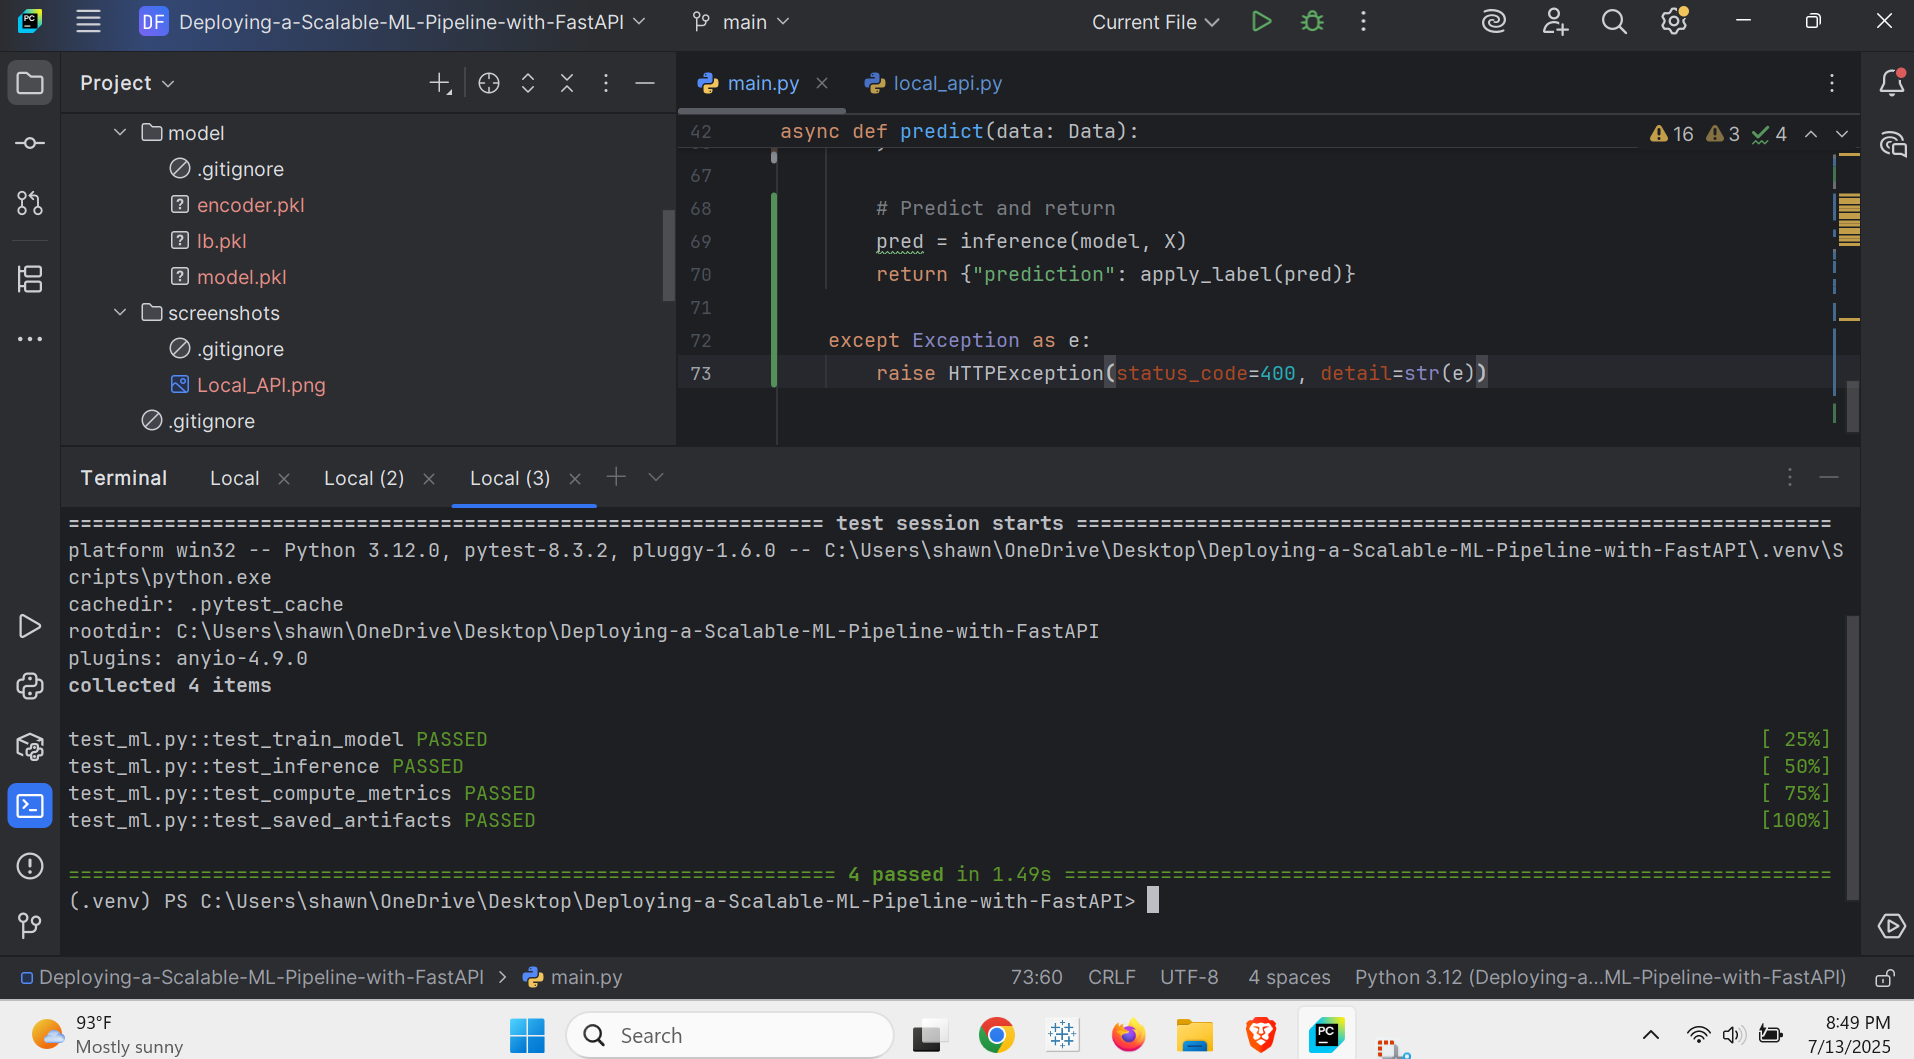 PC
DF Deploying-a-Scalable-ML-Pipeline-with-FastAPI
main
Current File
Project
main.py
local_api.py
model
.gitignore
encoder.pkl
lb.pkl
model.pkl
screenshots
.gitignore
Local_API.png
.gitignore
42 async def predict(data: Data):
16 3 4
67
68 # Predict and return
69 pred = inference(model, X)
70 return {"prediction": apply_label(pred)}
71
72 except Exception as e:
73 raise HTTPException(status_code=400, detail=str(e))
Terminal Local Local (2) Local (3)
=============================================================== test session starts ===============================================================
platform win32 -- Python 3.12.0, pytest-8.3.2, pluggy-1.6.0 -- C:\Users\shawn\OneDrive\Desktop\Deploying-a-Scalable-ML-Pipeline-with-FastAPI\.venv\S
cripts\python.exe
cachedir: .pytest_cache
rootdir: C:\Users\shawn\OneDrive\Desktop\Deploying-a-Scalable-ML-Pipeline-with-FastAPI
plugins: anyio-4.9.0
collected 4 items
test_ml.py::test_train_model PASSED [ 25%]
test_ml.py::test_inference PASSED [ 50%]
test_ml.py::test_compute_metrics PASSED [ 75%]
test_ml.py::test_saved_artifacts PASSED [100%]
================================================================ 4 passed in 1.49s ================================================================
(.venv) PS C:\Users\shawn\OneDrive\Desktop\Deploying-a-Scalable-ML-Pipeline-with-FastAPI>
Deploying-a-Scalable-ML-Pipeline-with-FastAPI > main.py
73:60 CRLF UTF-8 4 spaces Python 3.12 (Deploying-a...ML-Pipeline-with-FastAPI)
93°F
Mostly sunny
Search
PC
8:49 PM
7/13/2025